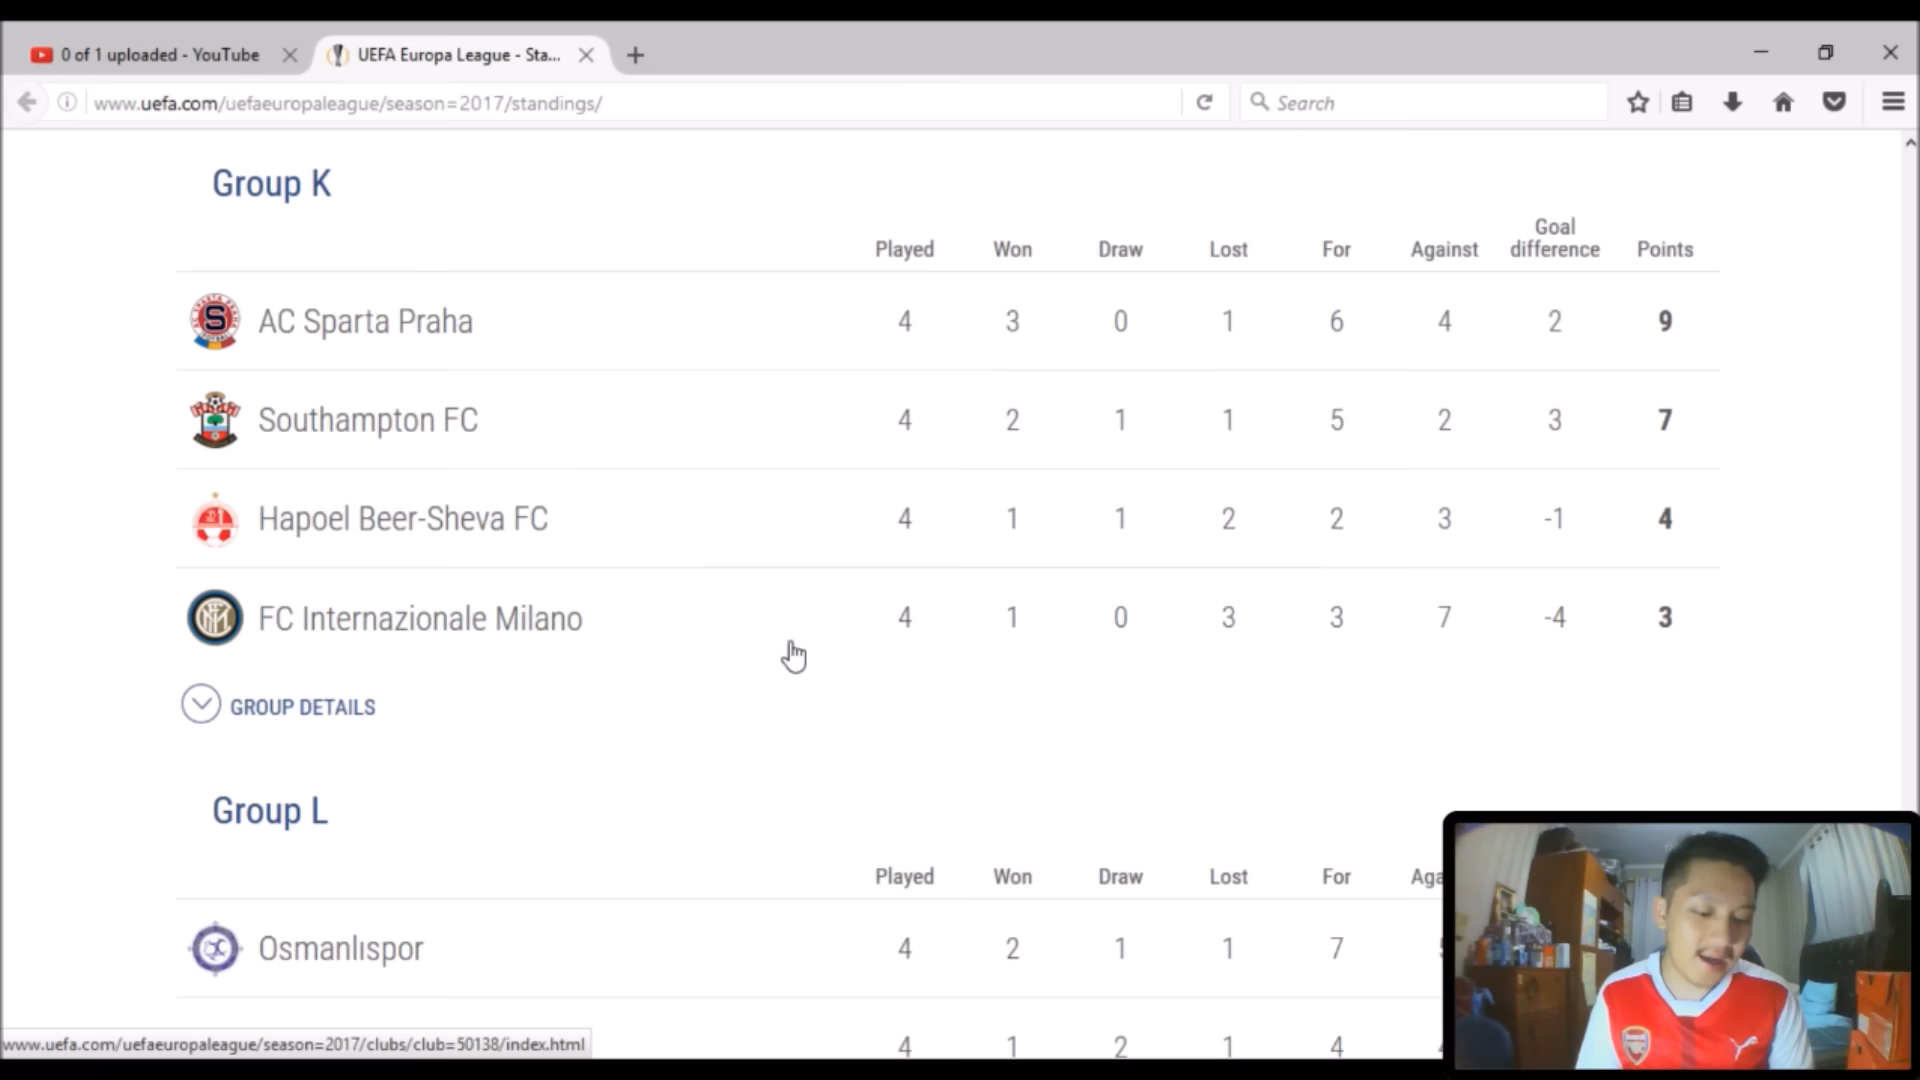 0 of 1 uploaded - YouTube
UEFA Europa League - Sta...
www.uefa.com/uefaeuropaleague/season=2017/standings/
Search
Group K
Played Won Draw Lost For Against Goal difference Points
AC Sparta Praha 4 3 0 1 6 4 2 9
Southampton FC 4 2 1 1 5 2 3 7
Hapoel Beer-Sheva FC 4 1 1 2 2 3 -1 4
FC Internazionale Milano 4 1 0 3 3 7 -4 3
GROUP DETAILS
Group L
Played Won Draw Lost For Aga
Osmanlıspor 4 2 1 1 7
4 1 2 1 4
www.uefa.com/uefaeuropaleague/season=2017/clubs/club=50138/index.html